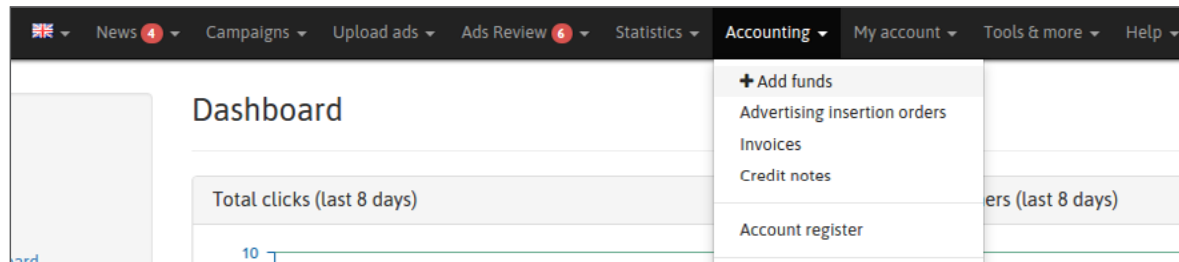 News 4 Campaigns Upload ads Ads Review 6 Statistics Accounting My account Tools & more Help
Add funds
Dashboard
Advertising insertion orders
Invoices
Credit notes
Total clicks (last 8 days)
ers (last 8 days)
Account register
10
ard